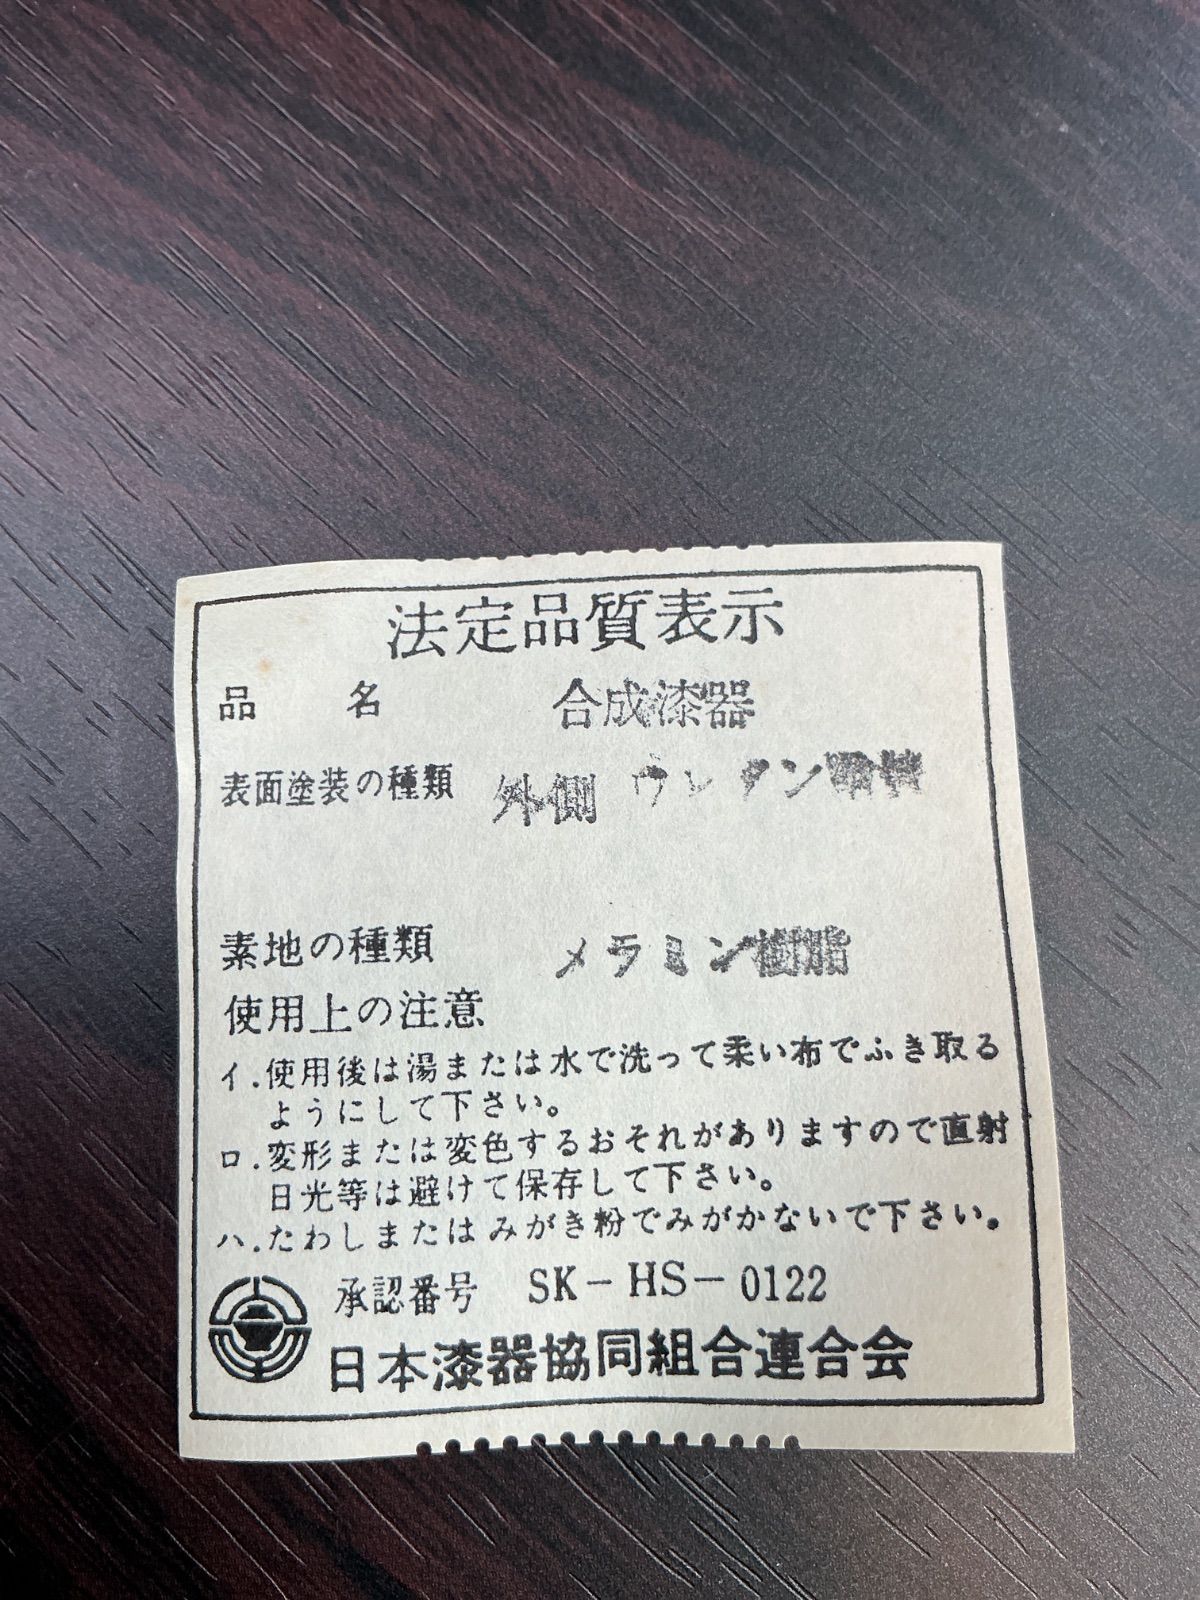 法定品質表示
品名 合成漆器
表面塗装の種類 外側 ウレタン塗装
素地の種類 メラミン樹脂
使用上の注意
イ.使用後は湯または水で洗って柔い布でふき取る
ようにして下さい。
ロ.変形または変色するおそれがありますので直射
日光等は避けて保存して下さい。
ハ.たわしまたはみがき粉でみがかないで下さい。
承認番号 SK-HS-0122
日本漆器協同組合連合会